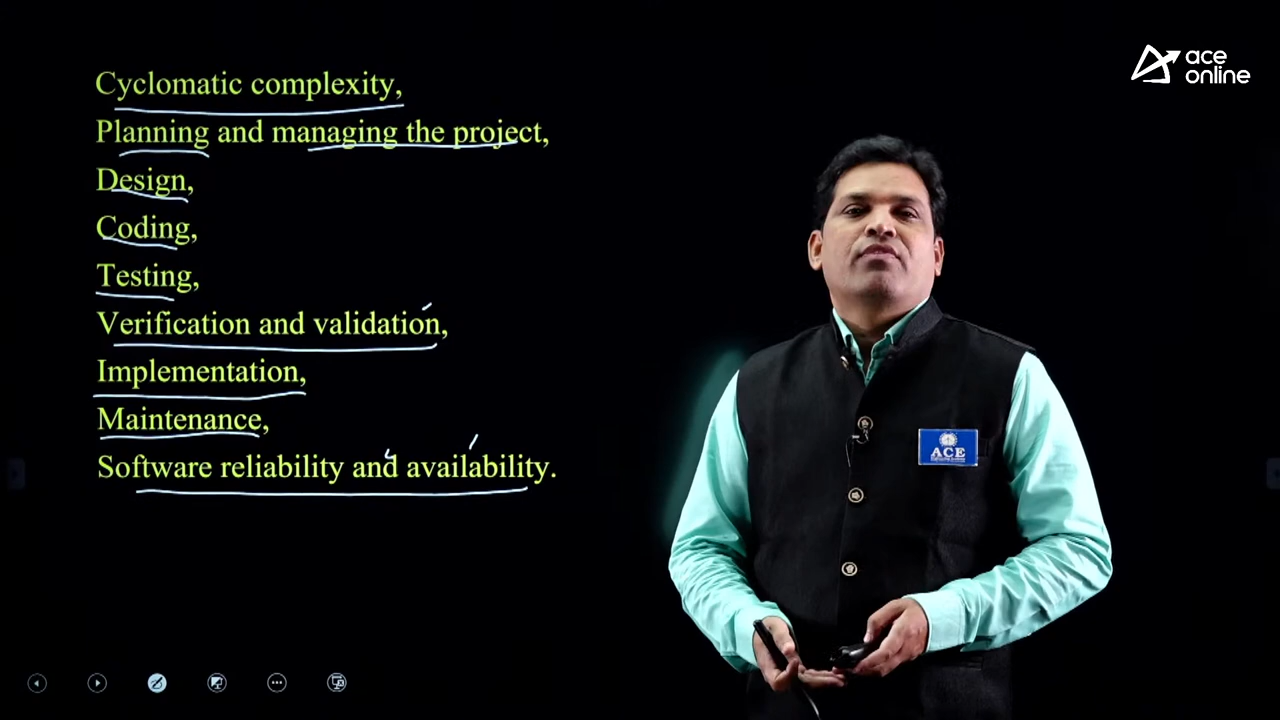 Cyclomatic complexity,
Planning and managing the project,
Design,
Coding,
Testing,
Verification and validation,
Implementation,
Maintenance,
Software reliability and availability.
ace
online
ACE